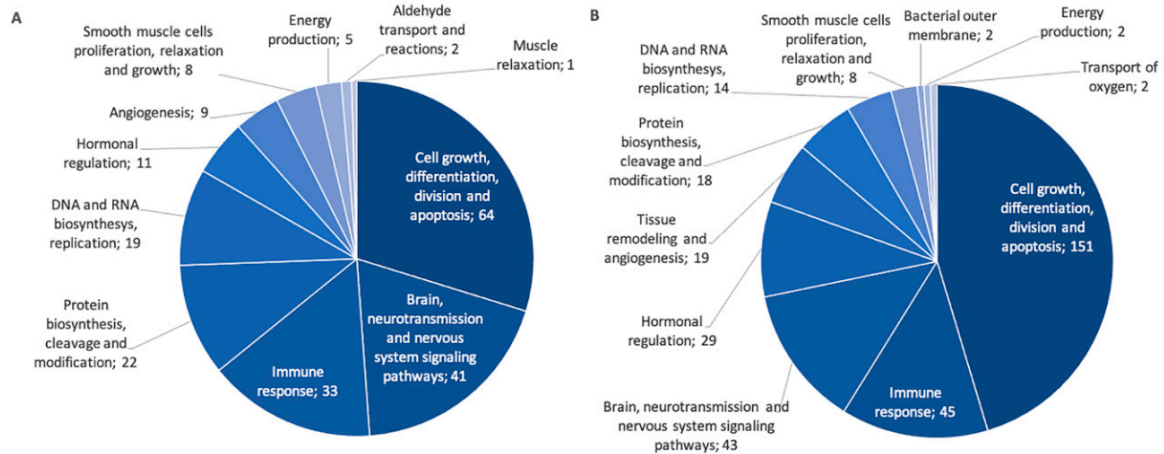 A
Smooth muscle cells
proliferation, relaxation
and growth; 8
Energy
production; 5
Aldehyde
transport and
reactions; 2
Muscle
relaxation; 1
Angiogenesis; 9
Hormonal
regulation; 11
DNA and RNA
biosynthesys,
replication; 19
Protein
biosynthesis,
cleavage and
modification; 22
Immune
response; 33
Brain,
neurotransmission
and nervous
system signaling
pathways; 41
Cell growth,
differentiation,
division and
apoptosis; 64
B
DNA and RNA
biosynthesys,
replication; 14
Smooth muscle cells
proliferation,
relaxation and
growth; 8
Bacterial outer
membrane; 2
Energy
production; 2
Transport of
oxygen; 2
Protein
biosynthesis,
cleavage and
modification; 18
Tissue
remodeling and
angiogenesis; 19
Hormonal
regulation; 29
Brain, neurotransmission and
nervous system signaling
pathways; 43
Immune
response; 45
Cell growth,
differentiation,
division and
apoptosis; 151